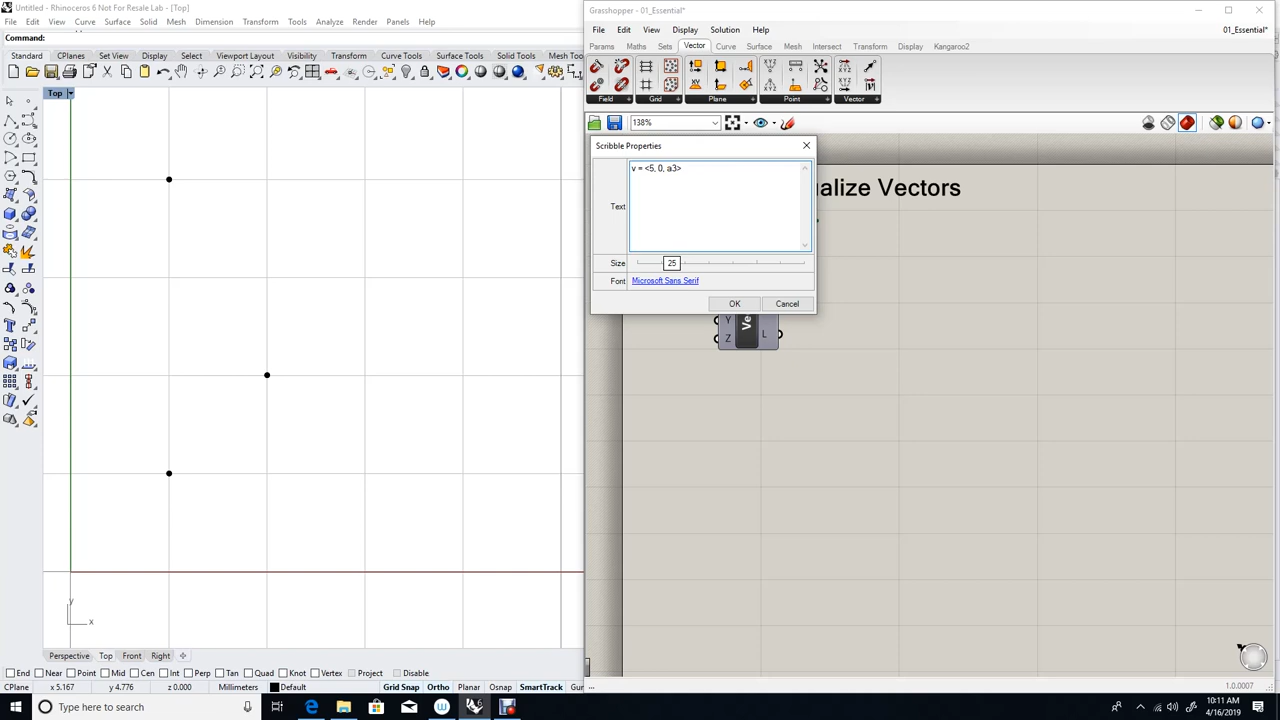 Untitled - Rhinoceros 6 Not For Resale Lab - [Top]
File Edit View Curve Surface Solid Mesh Dimension Transform Tools Analyze Render Panels Help
Command:
Standard CPlanes Set View Display Select Viewport Layout Visibility Transform Curve Tools Surface Tools Solid Tools Mesh Too
Top
y
x
Perspective Top Front Right
End Near Point Mid Cen Int Perp Tan Quad Knot Vertex Project Disable
CPlane x 5.167 y 4.776 z 0.000 Millimeters Default Grid Snap Ortho Planar Osnap SmartTrack Gur
Grasshopper - 01_Essential*
File Edit View Display Solution Help 01_Essential*
Params Maths Sets Vector Curve Surface Mesh Intersect Transform Display Kangaroo2
Field Grid Plane Point Vector
138%
Scribble Properties
Text v = <5, 0, a3>
Size 25
Font Microsoft Sans Serif
OK Cancel
ualize Vectors
Y
Z
Ve
L
...
1.0.0007
Type here to search
10:11 AM
4/16/2019